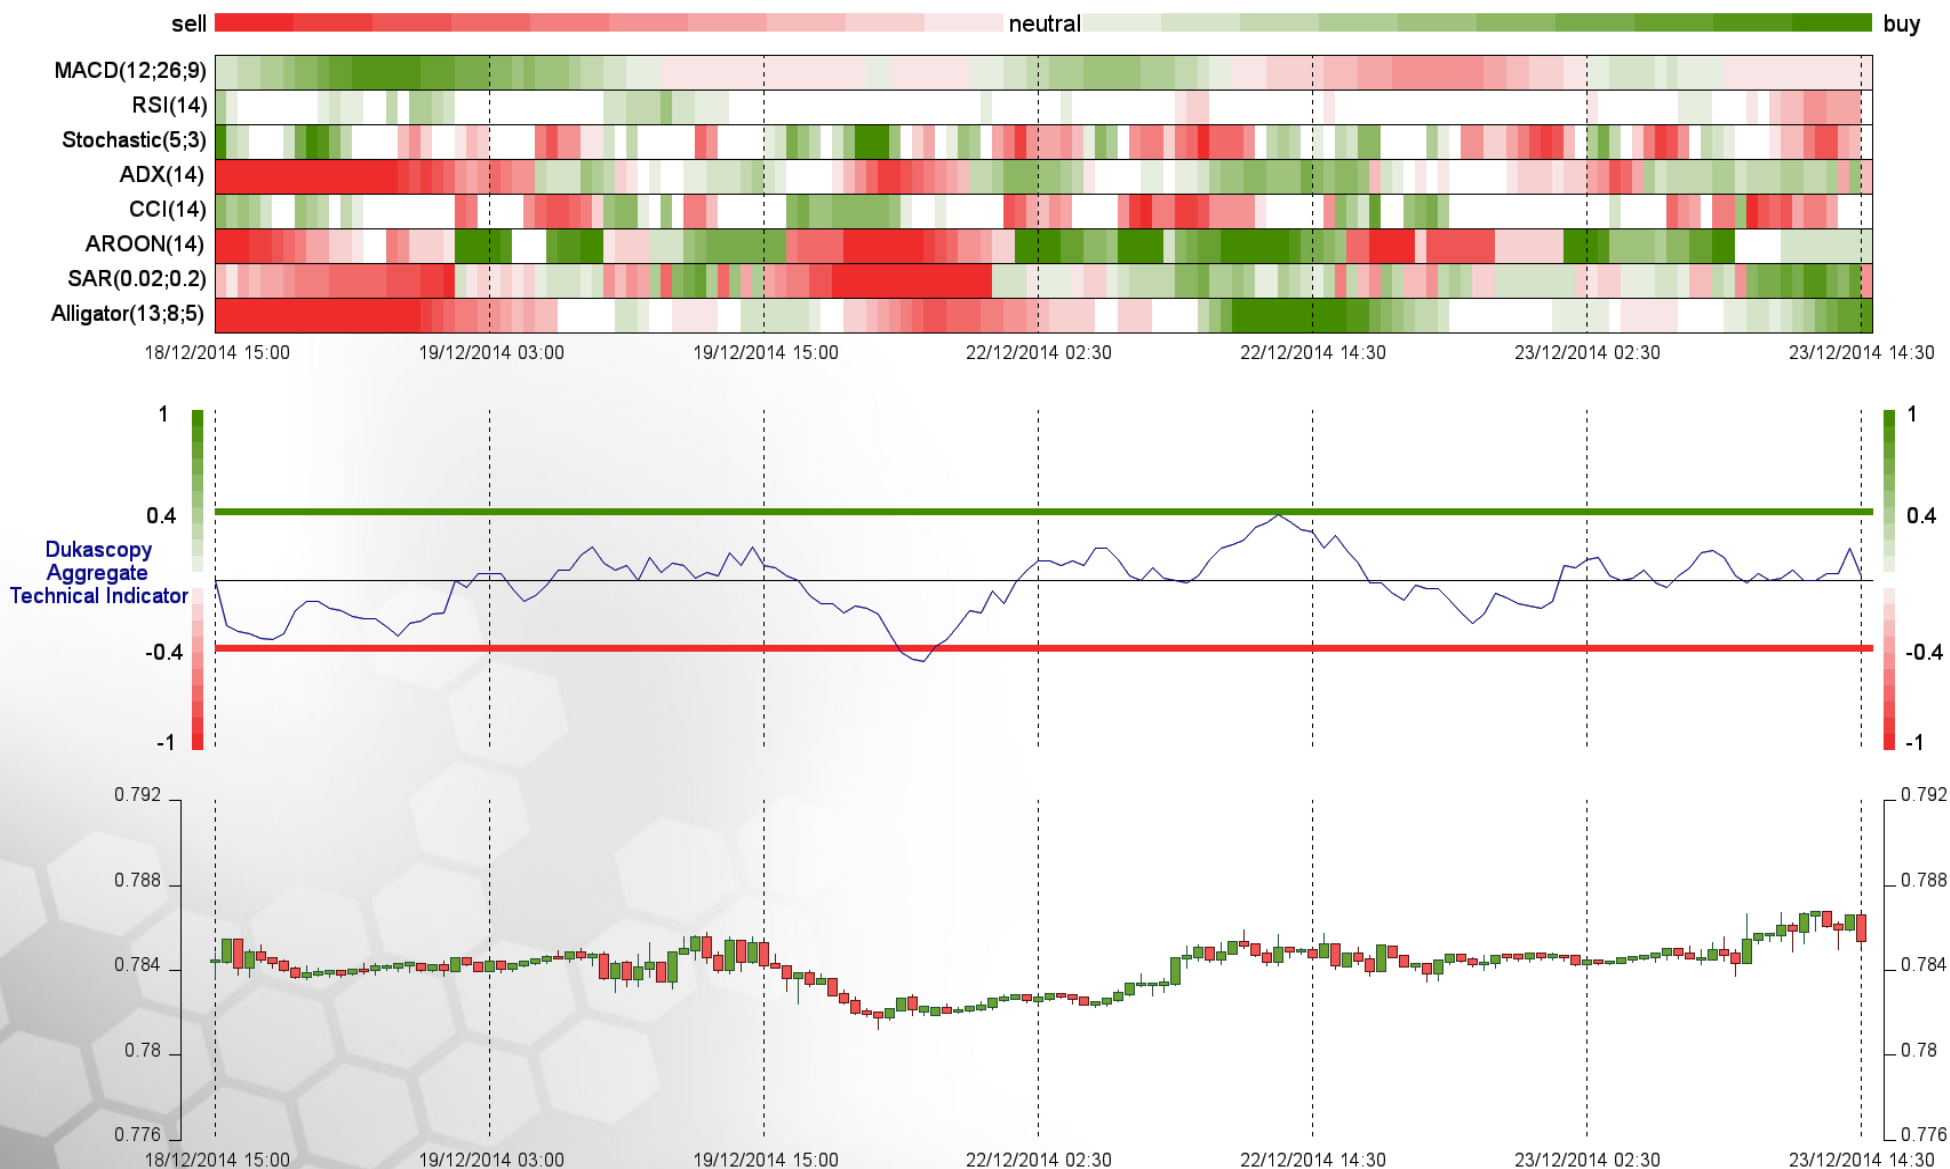 sell neutral buy
MACD(12;26;9)
RSI(14)
Stochastic(5;3)
ADX(14)
CCI(14)
AROON(14)
SAR(0.02;0.2)
Alligator(13;8;5)
18/12/2014 15:00 19/12/2014 03:00 19/12/2014 15:00 22/12/2014 02:30 22/12/2014 14:30 23/12/2014 02:30 23/12/2014 14:30
1 1
0.4 0.4
Dukascopy
Aggregate
Technical Indicator
-0.4 -0.4
-1 -1
0.792 0.792
0.788 0.788
0.784 0.784
0.78 0.78
0.776 0.776
18/12/2014 15:00 19/12/2014 03:00 19/12/2014 15:00 22/12/2014 02:30 22/12/2014 14:30 23/12/2014 02:30 23/12/2014 14:30